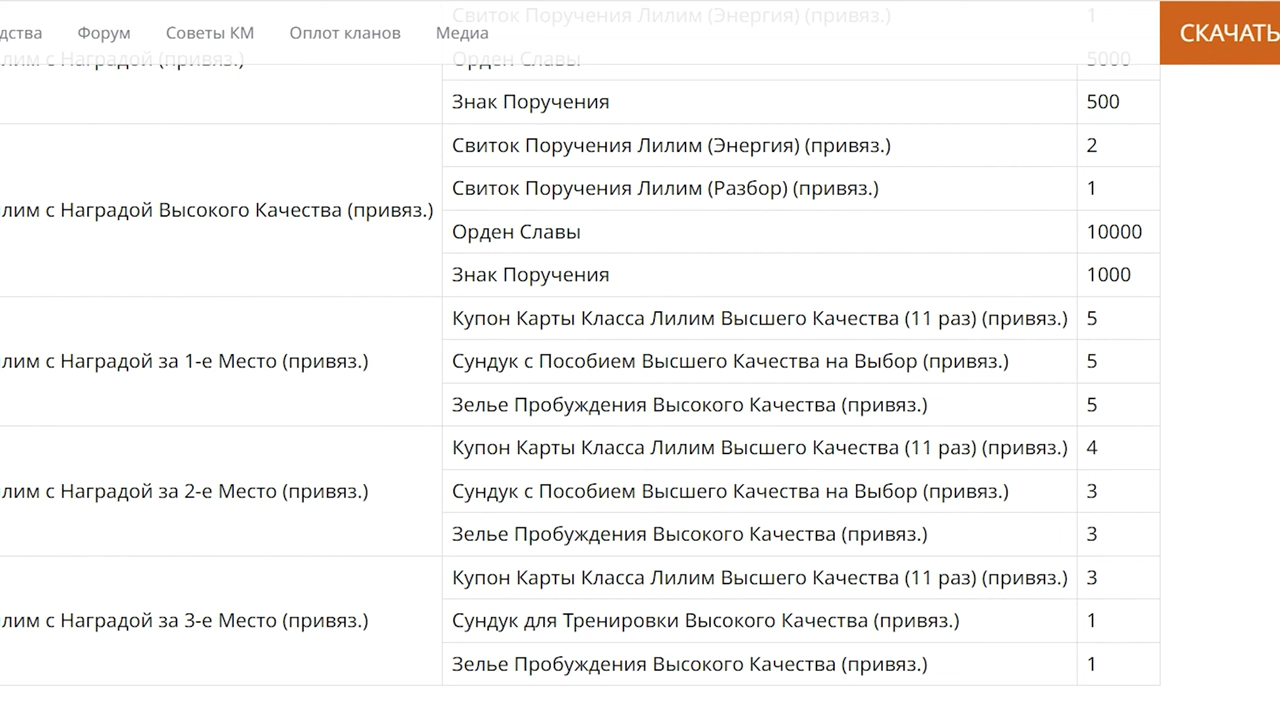 Свиток Поручения Лилим (Энергия) (привяз.) 1
дства Форум Советы КМ Оплот кланов Медиа СКАЧАТЬ
лим с Наградой (привяз.) Орден Славы 5000
Знак Поручения 500
Свиток Поручения Лилим (Энергия) (привяз.) 2
Свиток Поручения Лилим (Разбор) (привяз.) 1
лим с Наградой Высокого Качества (привяз.)
Орден Славы 10000
Знак Поручения 1000
Купон Карты Класса Лилим Высшего Качества (11 раз) (привяз.) 5
лим с Наградой за 1-е Место (привяз.) Сундук с Пособием Высшего Качества на Выбор (привяз.) 5
Зелье Пробуждения Высокого Качества (привяз.) 5
Купон Карты Класса Лилим Высшего Качества (11 раз) (привяз.) 4
лим с Наградой за 2-е Место (привяз.) Сундук с Пособием Высшего Качества на Выбор (привяз.) 3
Зелье Пробуждения Высокого Качества (привяз.) 3
Купон Карты Класса Лилим Высшего Качества (11 раз) (привяз.) 3
лим с Наградой за 3-е Место (привяз.) Сундук для Тренировки Высокого Качества (привяз.) 1
Зелье Пробуждения Высокого Качества (привяз.) 1